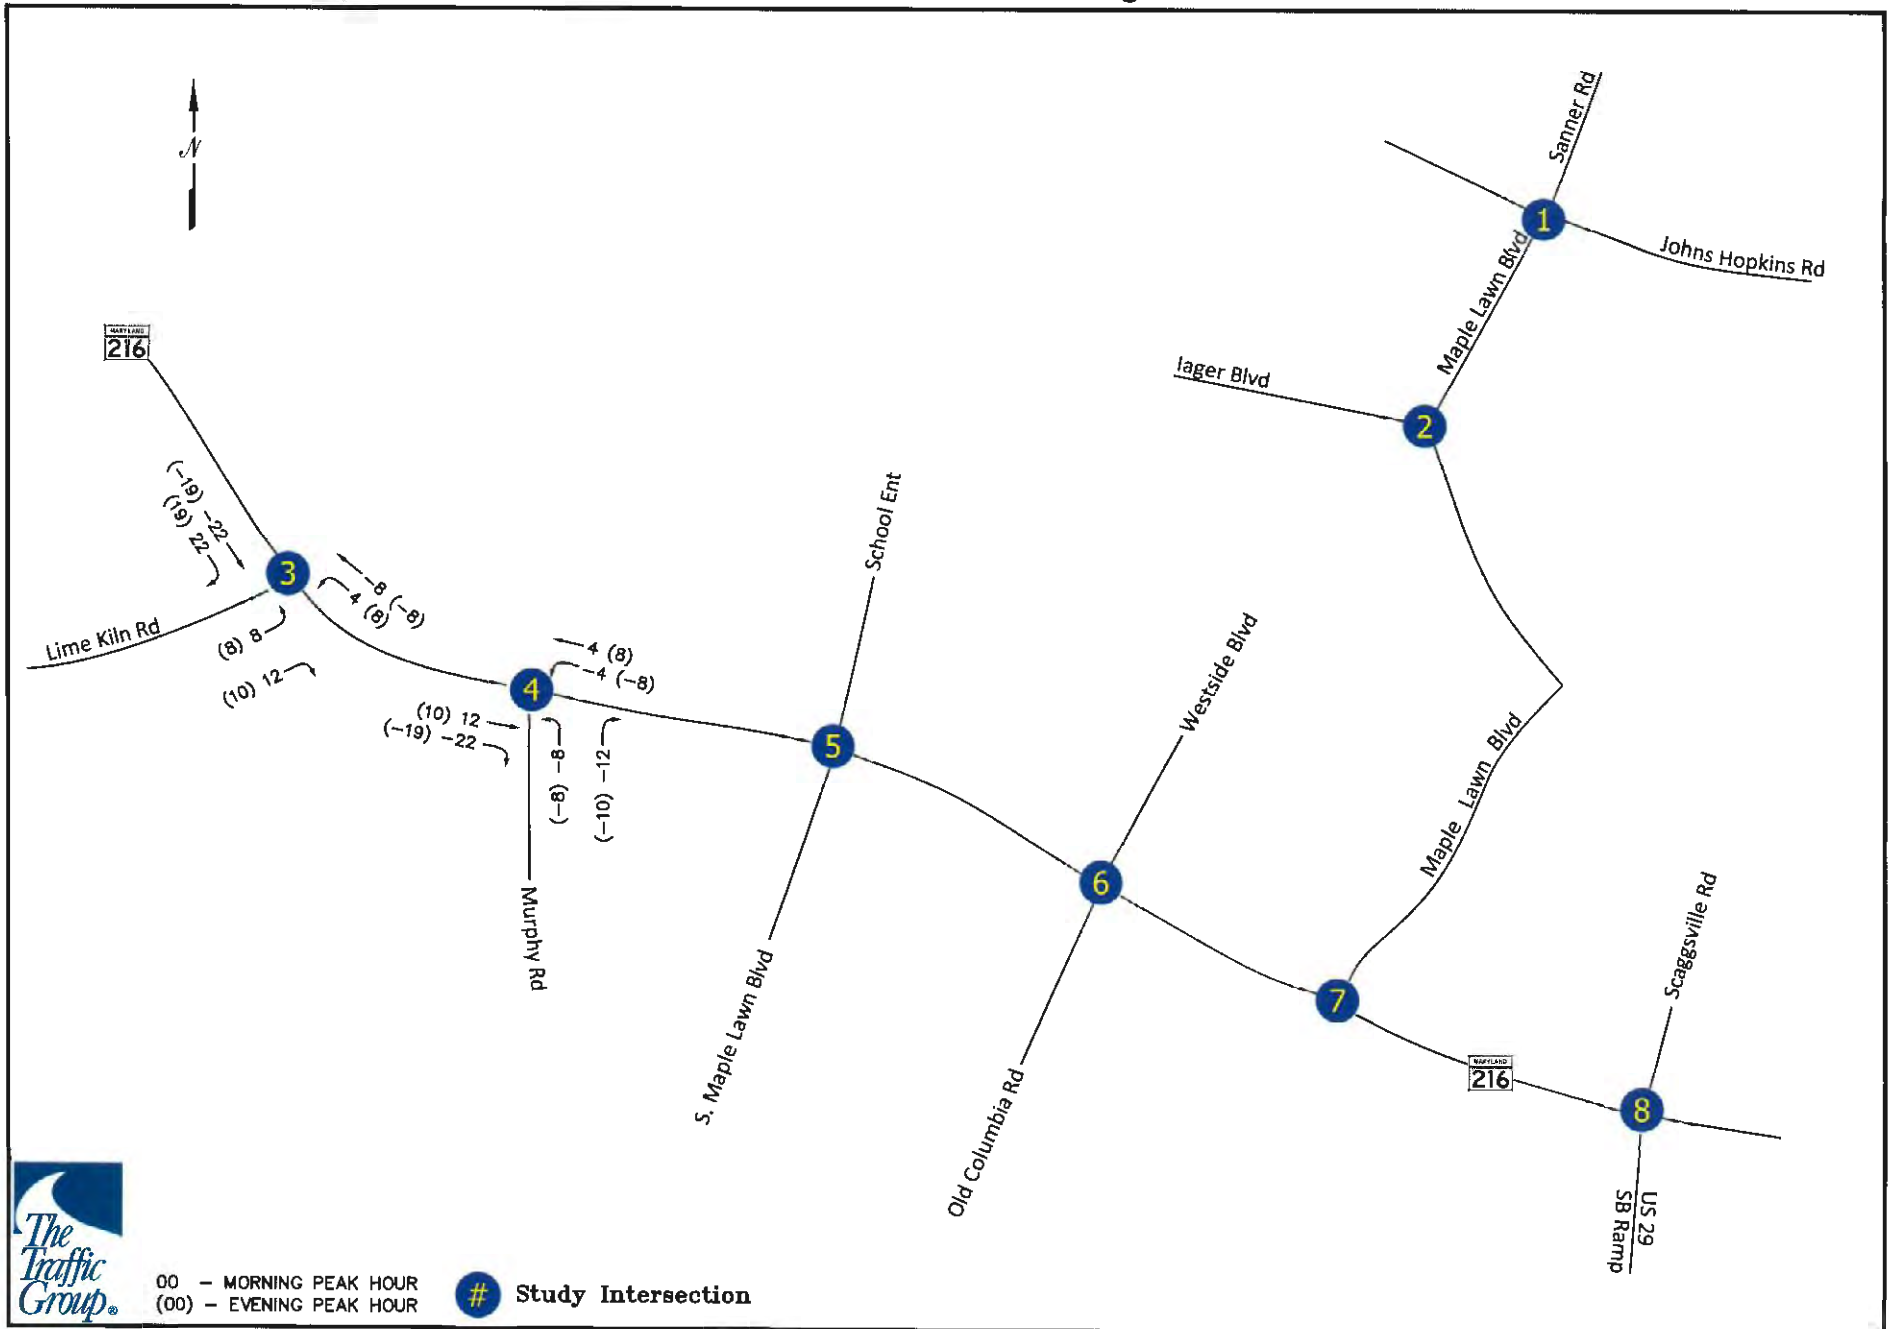 N
Sanner Rd
1
Johns Hopkins Rd
Maple Lawn Blvd
MARYLAND
216
Iager Blvd
2
(-19) -22
(19) 22
School Ent
3
-8 (-8)
4 (8)
Lime Kiln Rd
(8) 8
(10) 12
4 (8)
-4 (-8)
Westside Blvd
4
(10) 12
(-19) -22
(-8) -8
(-10) -12
5
Maple Lawn Blvd
Murphy Rd
6
S. Maple Lawn Blvd
Scaggsville Rd
7
Old Columbia Rd
MARYLAND
216
8
US 29
SB Ramp
The
Traffic
Group®
00 - MORNING PEAK HOUR
(00) - EVENING PEAK HOUR
# Study Intersection